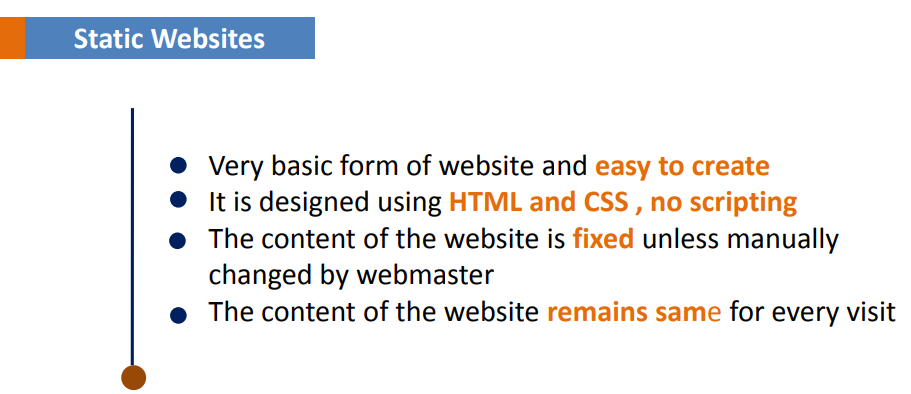 Static Websites
Very basic form of website and easy to create
It is designed using HTML and CSS , no scripting
The content of the website is fixed unless manually
changed by webmaster
The content of the website remains same for every visit